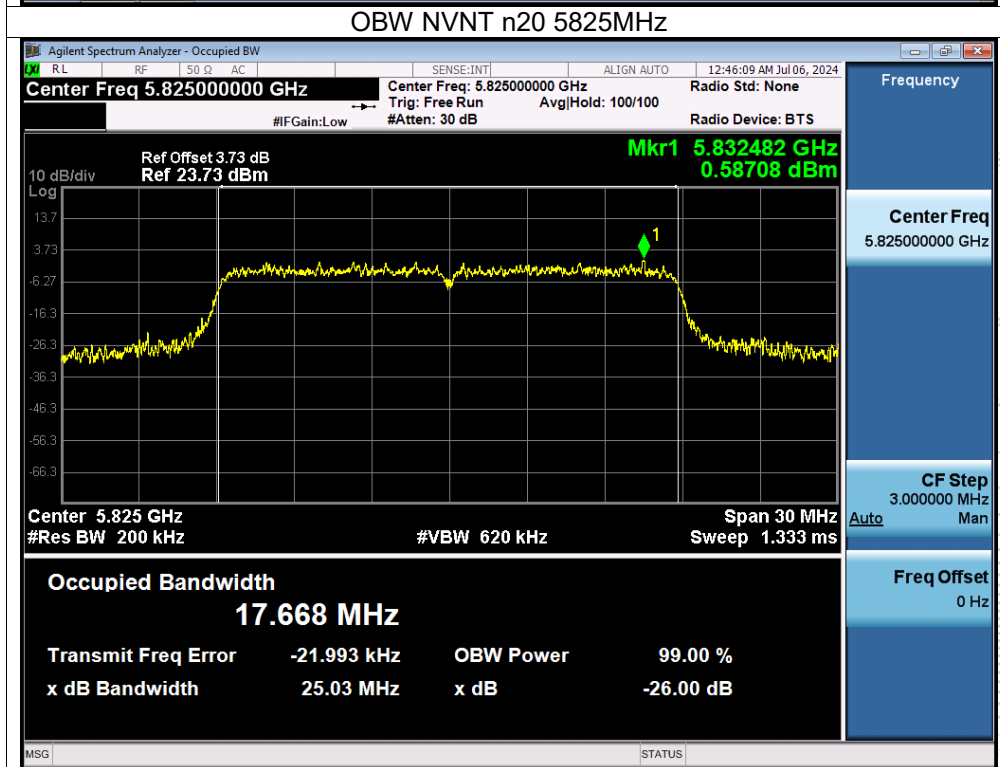 OBW NVNT n20 5825MHz
Agilent Spectrum Analyzer - Occupied BW
LXI RL RF 50 Ω AC SENSE:INT ALIGN AUTO 12:46:09 AM Jul 06, 2024
Center Freq 5.825000000 GHz
Center Freq: 5.825000000 GHz Radio Std: None
Trig: Free Run Avg|Hold: 100/100
#IFGain:Low #Atten: 30 dB Radio Device: BTS
Frequency
Mkr1 5.832482 GHz
0.58708 dBm
Ref Offset 3.73 dB
10 dB/div Ref 23.73 dBm
Log
13.7
3.73
-6.27
-16.3
-26.3
-36.3
-46.3
-56.3
-66.3
1
Center Freq
5.825000000 GHz
Center 5.825 GHz Span 30 MHz
#Res BW 200 kHz #VBW 620 kHz Sweep 1.333 ms
CF Step
3.000000 MHz
Auto Man
Freq Offset
0 Hz
Occupied Bandwidth
17.668 MHz
Transmit Freq Error -21.993 kHz OBW Power 99.00 %
x dB Bandwidth 25.03 MHz x dB -26.00 dB
MSG STATUS